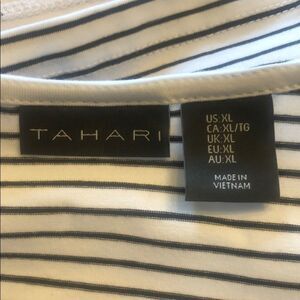 TAHARI
US:XL
CA:XL/TG
UK:XL
EU:XL
AU:XL
MADE IN
VIETNAM